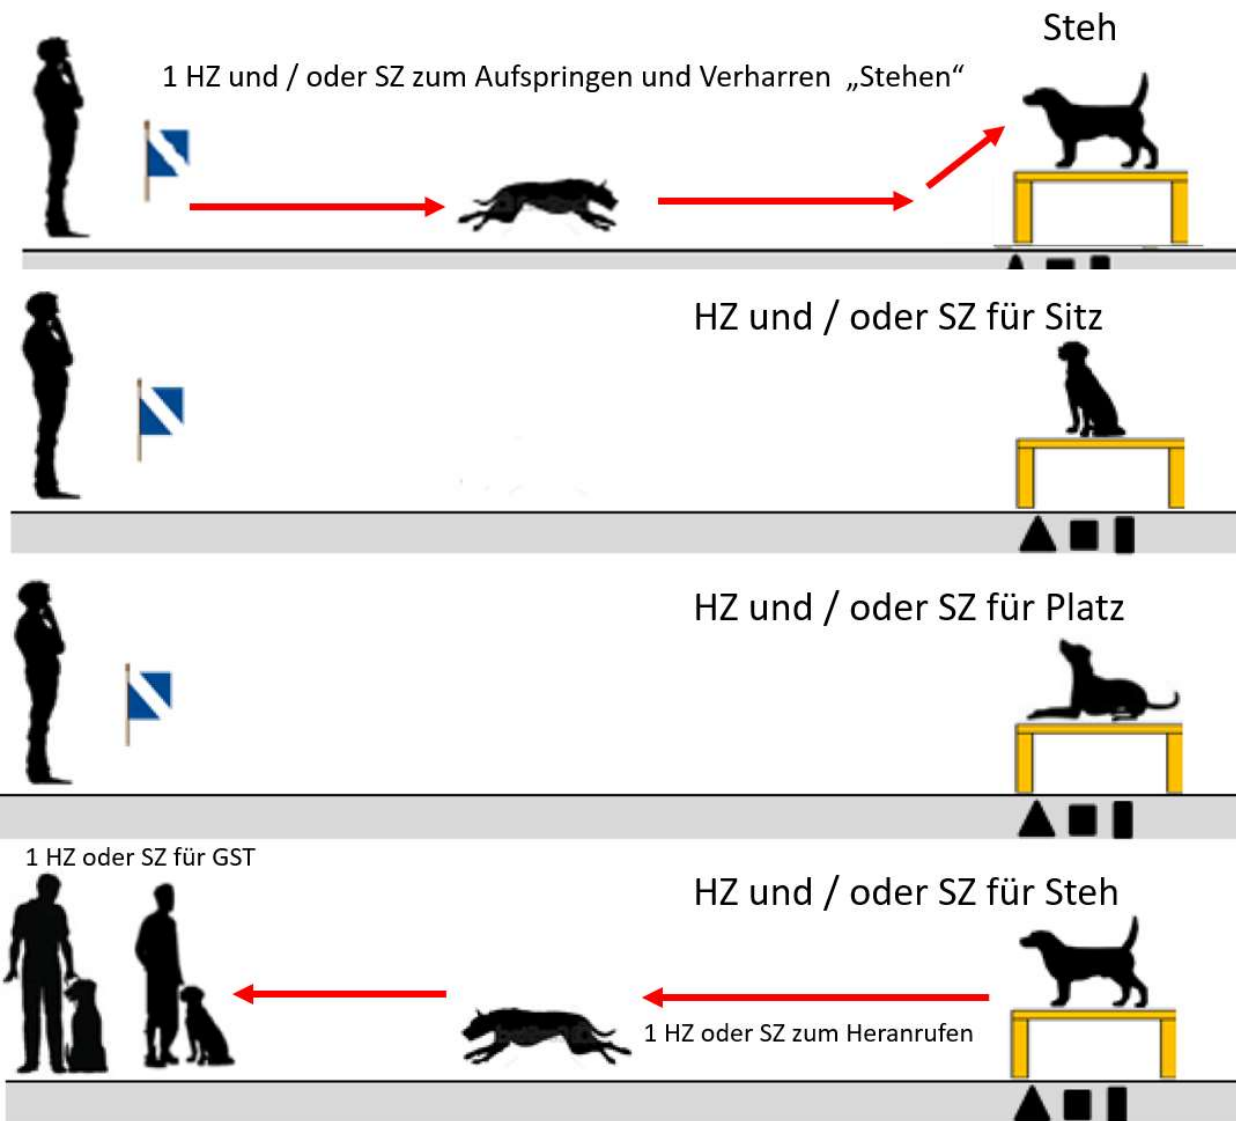 Steh
1 HZ und / oder SZ zum Aufspringen und Verharren „Stehen“
HZ und / oder SZ für Sitz
HZ und / oder SZ für Platz
1 HZ oder SZ für GST
HZ und / oder SZ für Steh
1 HZ oder SZ zum Heranrufen